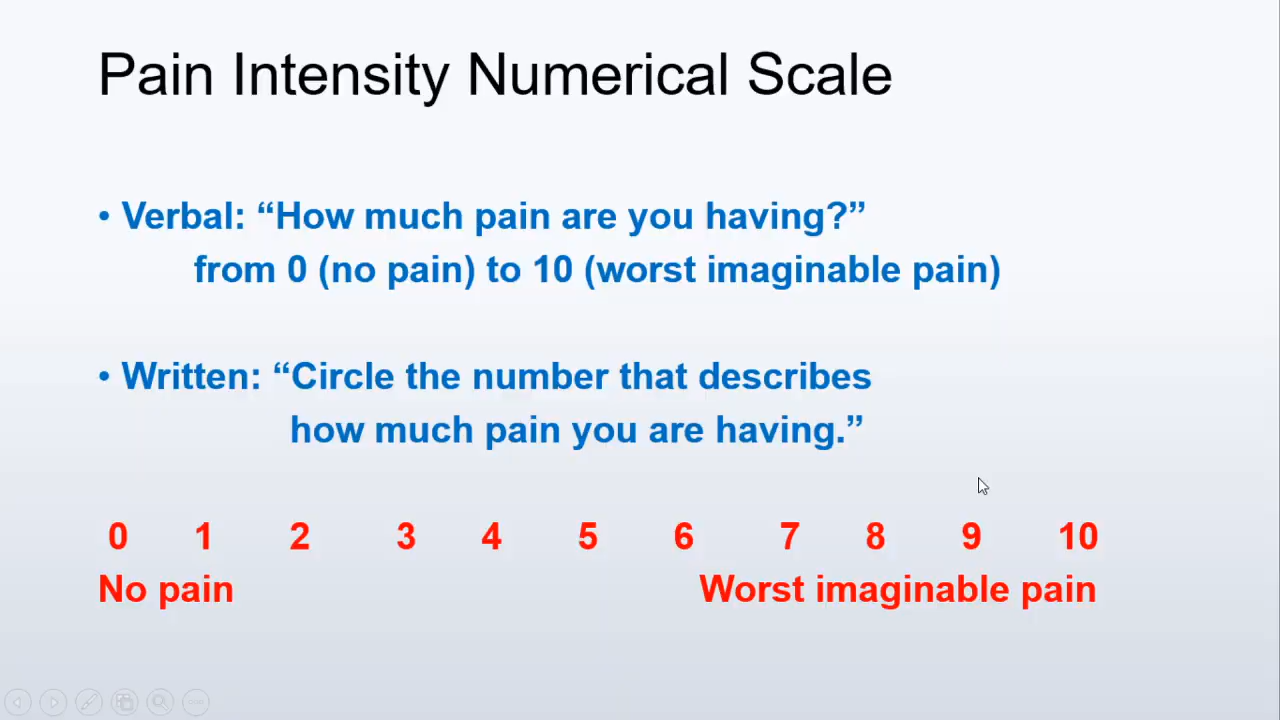 Pain Intensity Numerical Scale
• Verbal: “How much pain are you having?”
from 0 (no pain) to 10 (worst imaginable pain)
• Written: “Circle the number that describes
how much pain you are having.”
0 1 2 3 4 5 6 7 8 9 10
No pain Worst imaginable pain